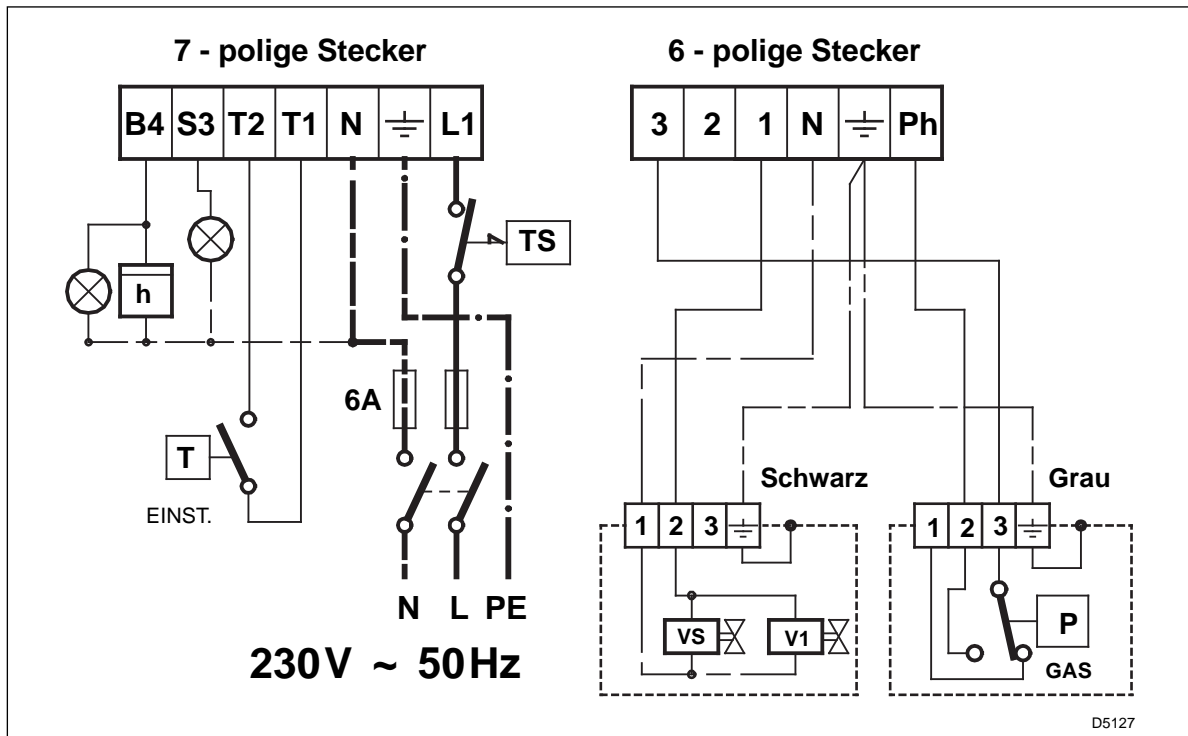 7 - polige Stecker
B4 S3 T2 T1 N L1
TS
h
6A
T
EINST.
N L PE
230V ~ 50Hz
6 - polige Stecker
3 2 1 N Ph
Schwarz
1 2 3
VS V1
Grau
1 2 3
P
GAS
D5127